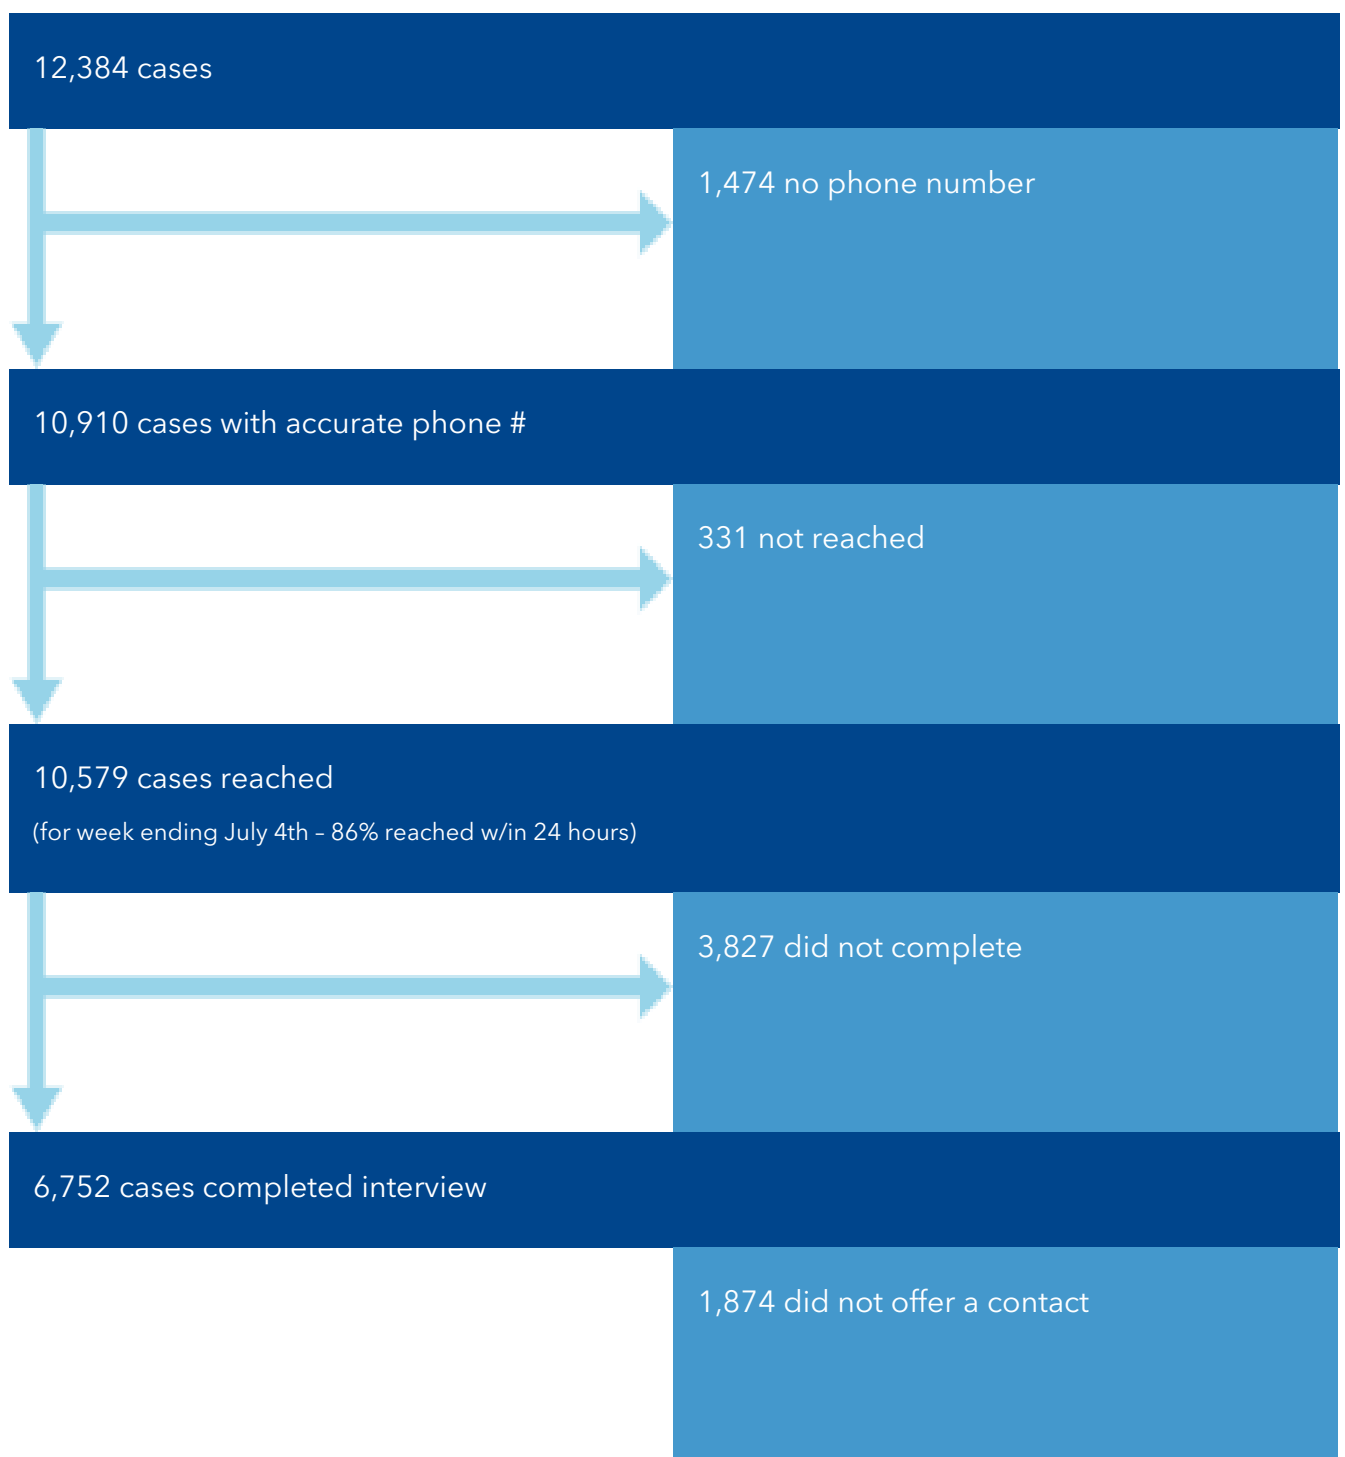 12,384 cases
1,474 no phone number
10,910 cases with accurate phone #
331 not reached
10,579 cases reached
(for week ending July 4th – 86% reached w/in 24 hours)
3,827 did not complete
6,752 cases completed interview
1,874 did not offer a contact